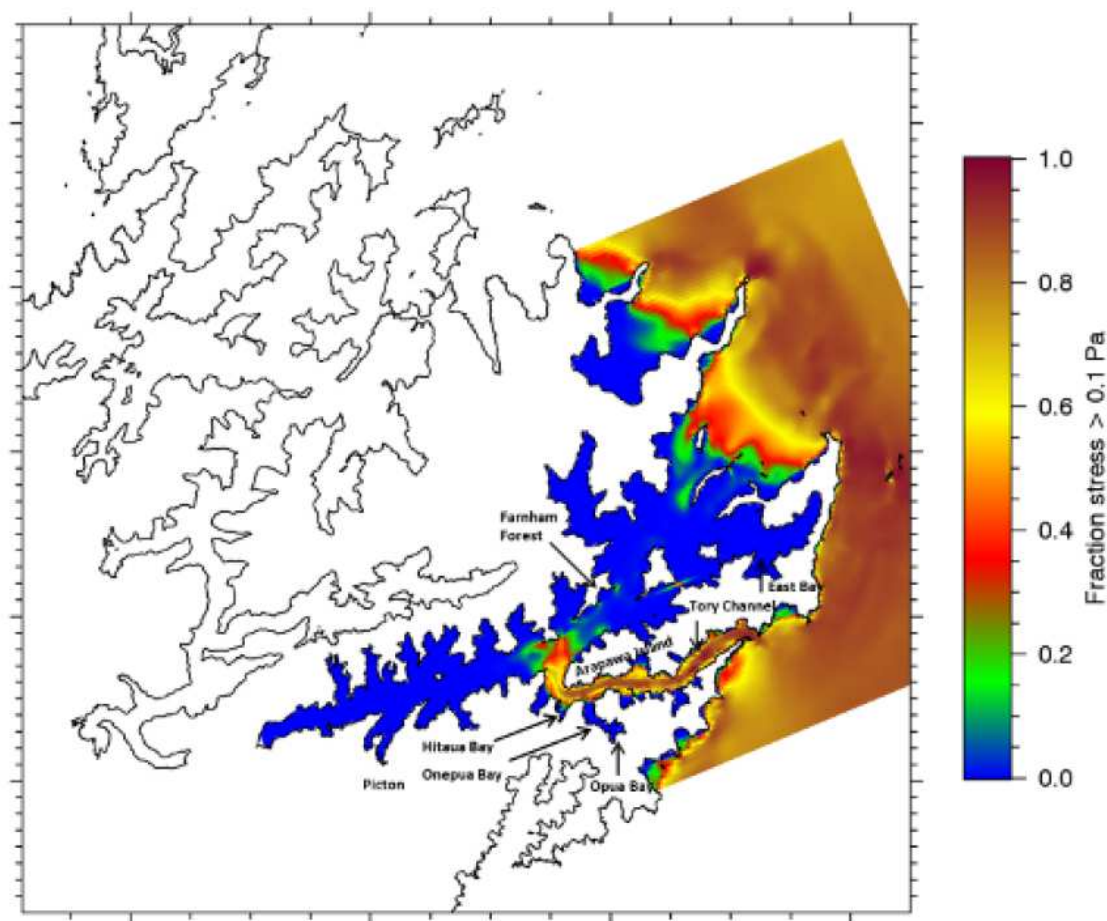 1.0
0.8
0.6
0.4
0.2
0.0
Fraction stress > 0.1 Pa
Farnham
Forest
East Bay
Tory Channel
Arapawa Island
Hitaua Bay
Onepua Bay
Opua Bay
Picton